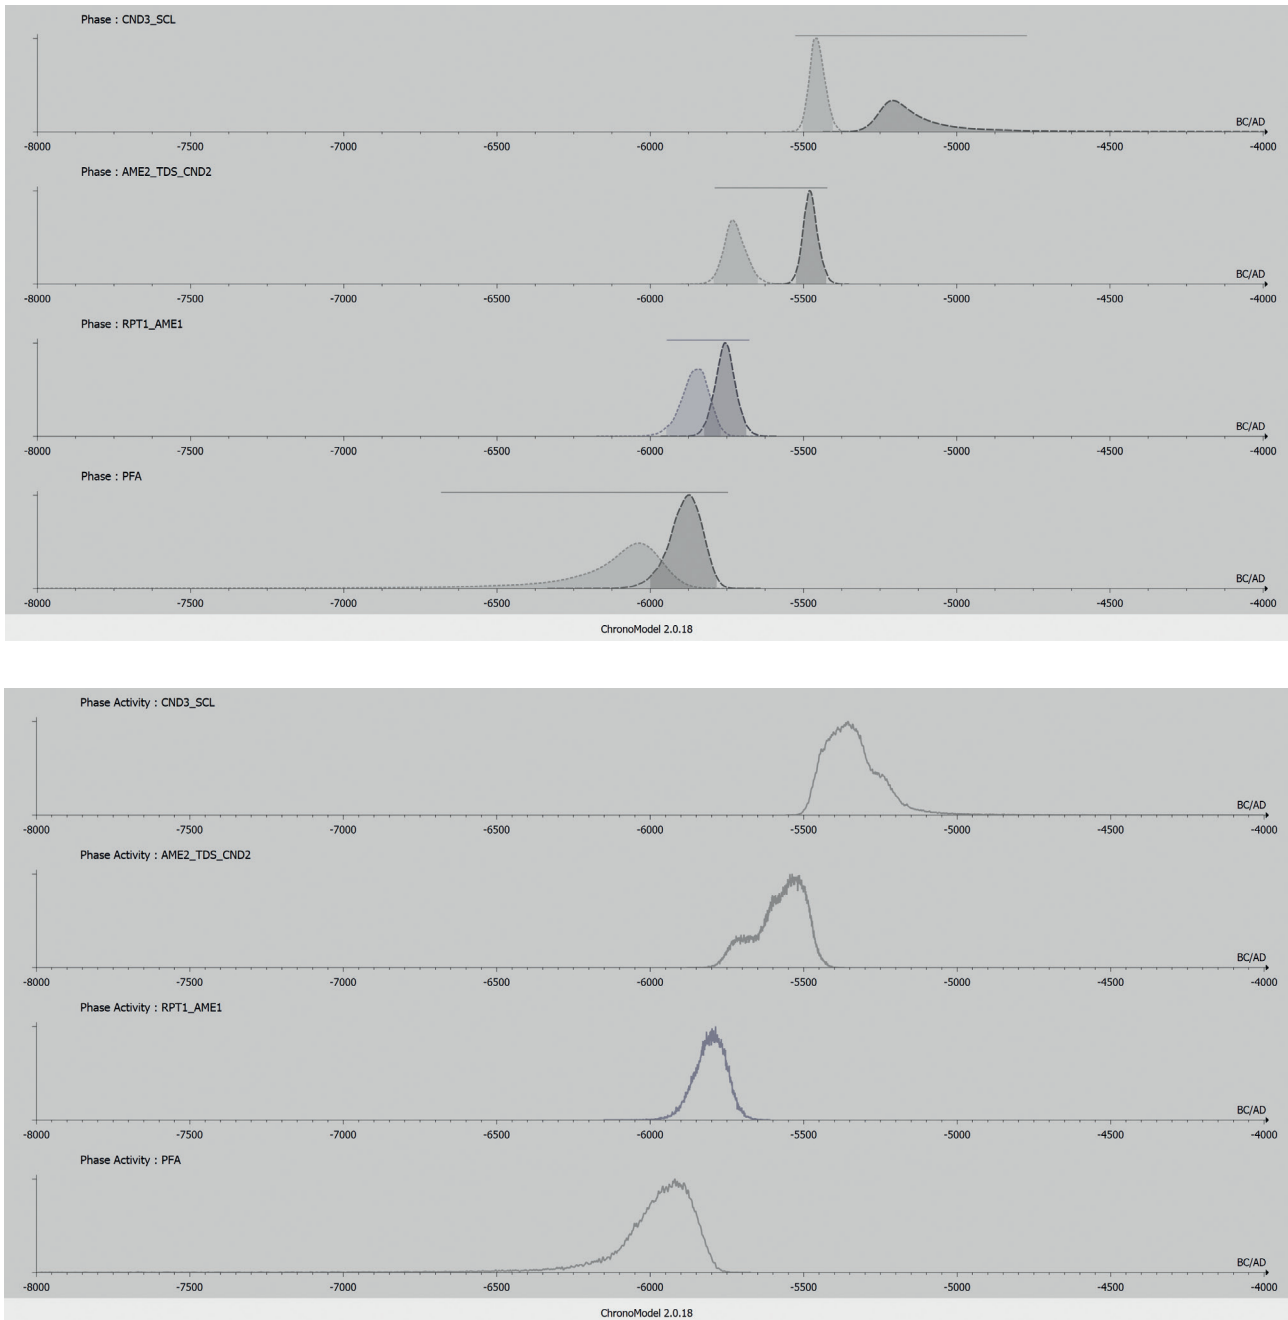 Phase : CND3_SCL
BC/AD
-8000 -7500 -7000 -6500 -6000 -5500 -5000 -4500 -4000
Phase : AME2_TDS_CND2
BC/AD
-8000 -7500 -7000 -6500 -6000 -5500 -5000 -4500 -4000
Phase : RPT1_AME1
BC/AD
-8000 -7500 -7000 -6500 -6000 -5500 -5000 -4500 -4000
Phase : PFA
BC/AD
-8000 -7500 -7000 -6500 -6000 -5500 -5000 -4500 -4000
ChronoModel 2.0.18
Phase Activity : CND3_SCL
BC/AD
-8000 -7500 -7000 -6500 -6000 -5500 -5000 -4500 -4000
Phase Activity : AME2_TDS_CND2
BC/AD
-8000 -7500 -7000 -6500 -6000 -5500 -5000 -4500 -4000
Phase Activity : RPT1_AME1
BC/AD
-8000 -7500 -7000 -6500 -6000 -5500 -5000 -4500 -4000
Phase Activity : PFA
BC/AD
-8000 -7500 -7000 -6500 -6000 -5500 -5000 -4500 -4000
ChronoModel 2.0.18